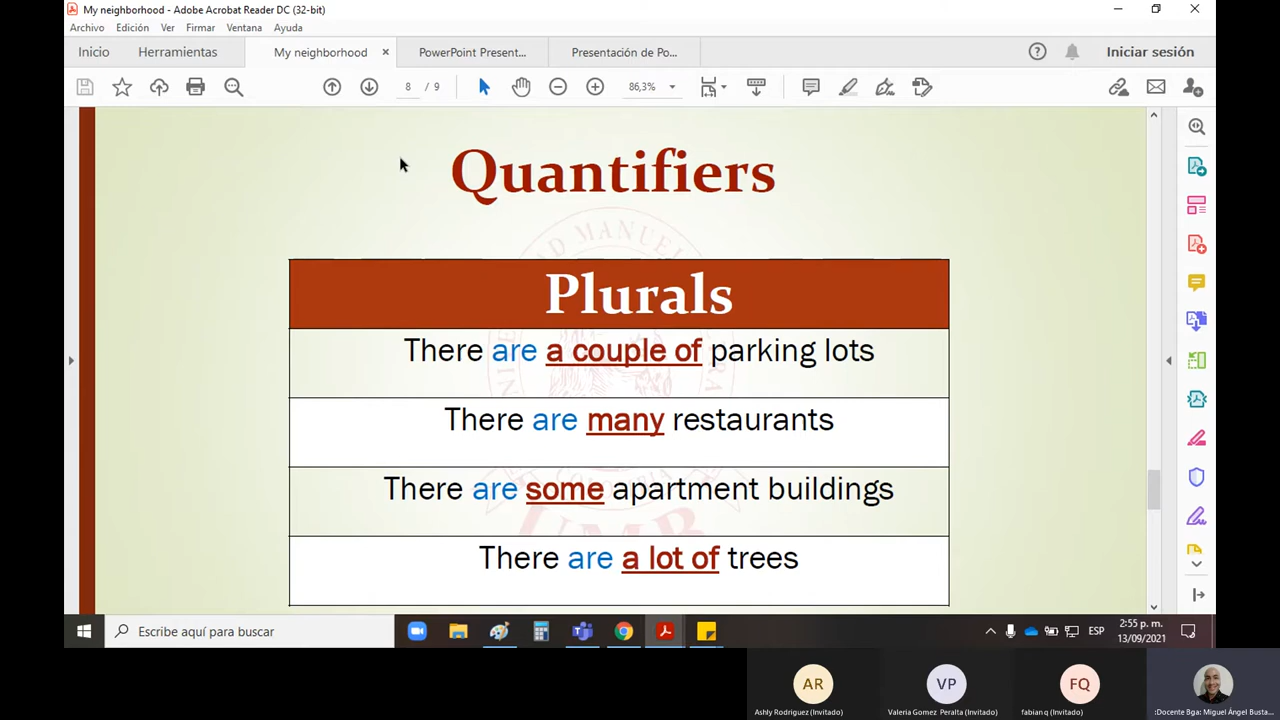 My neighborhood - Adobe Acrobat Reader DC (32-bit)
Archivo Edición Ver Firmar Ventana Ayuda
Inicio Herramientas My neighborhood × PowerPoint Present... Presentación de Po... Iniciar sesión
8 / 9 86,3%
Quantifiers
Plurals
There are a couple of parking lots
There are many restaurants
There are some apartment buildings
There are a lot of trees
UMB
Escribe aquí para buscar
ESP
2:55 p. m.
13/09/2021
AR VP FQ
Ashly Rodriguez (Invitado) Valeria Gomez Peralta (Invitado) fabian q (Invitado) :Docente Bga: Miguel Ángel Busta...